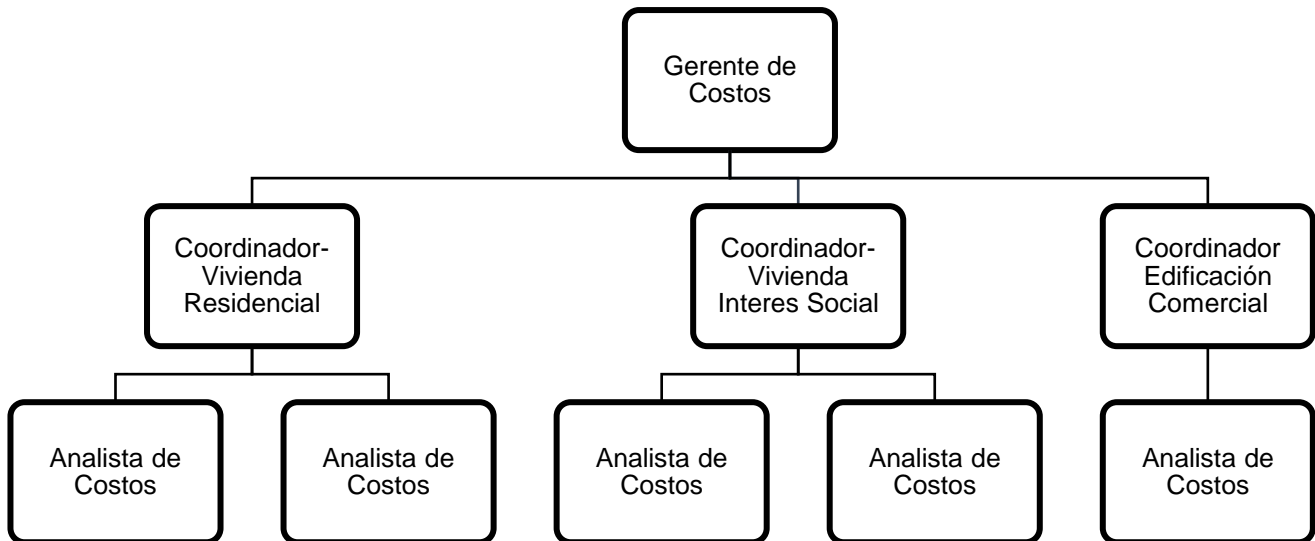 Gerente de
Costos
Coordinador-
Vivienda
Residencial
Coordinador-
Vivienda
Interes Social
Coordinador
Edificación
Comercial
Analista de
Costos
Analista de
Costos
Analista de
Costos
Analista de
Costos
Analista de
Costos